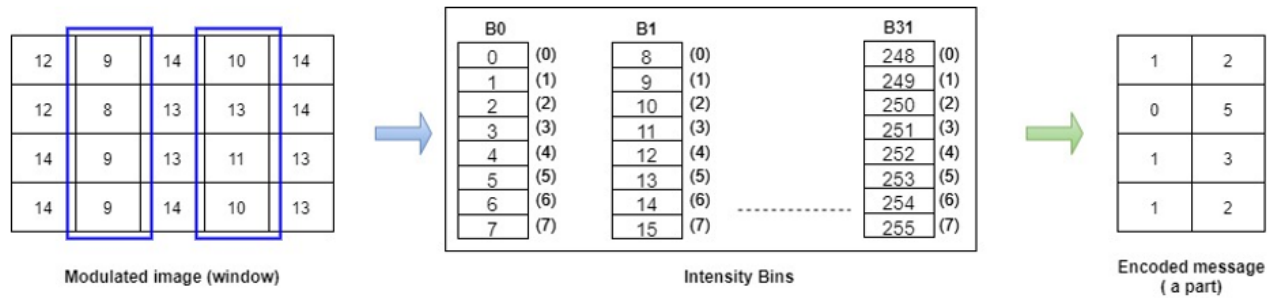 B0 B1 B31
12 9 14 10 14
12 8 13 13 14
14 9 13 11 13
14 9 14 10 13
0 (0) 8 (0) 248 (0)
1 (1) 9 (1) 249 (1)
2 (2) 10 (2) 250 (2)
3 (3) 11 (3) 251 (3)
4 (4) 12 (4) 252 (4)
5 (5) 13 (5) 253 (5)
6 (6) 14 (6) 254 (6)
7 (7) 15 (7) 255 (7)
1 2
0 5
1 3
1 2
Modulated image (window)
Intensity Bins
Encoded message
( a part)